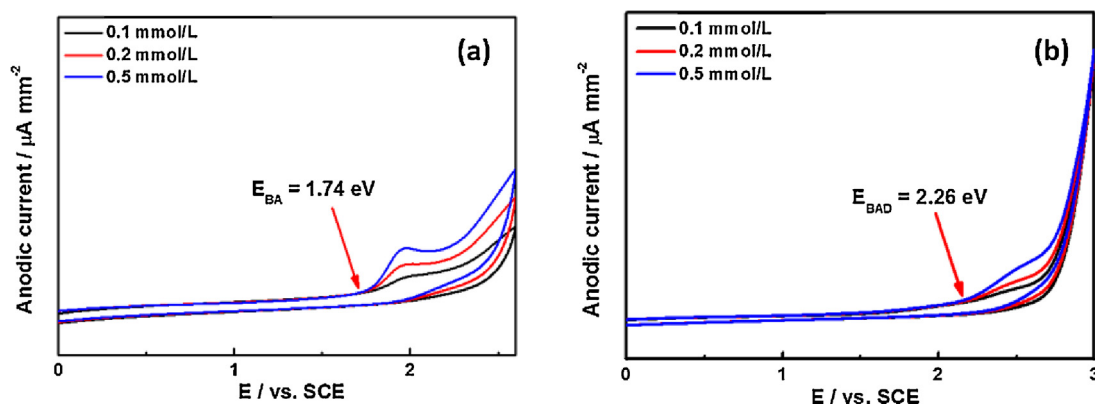 0.1 mmol/L
0.2 mmol/L
0.5 mmol/L
(a)
Anodic current / μA mm⁻²
E_BA = 1.74 eV
0
1
2
E / vs. SCE
0.1 mmol/L
0.2 mmol/L
0.5 mmol/L
(b)
Anodic current / μA mm⁻²
E_BAD = 2.26 eV
0
1
2
3
E / vs. SCE